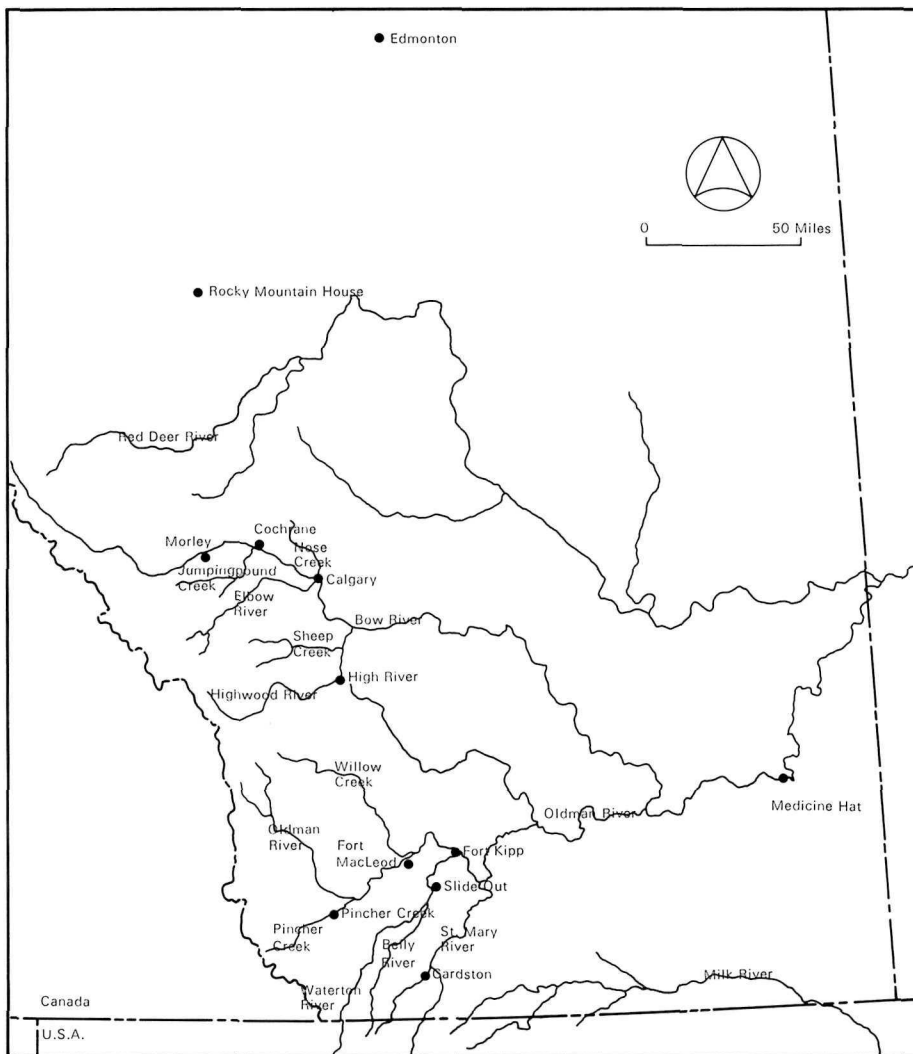 Edmonton
0 50 Miles
Rocky Mountain House
Red Deer River
Cochrane
Morley
Nose
Creek
Jumpingpound
Creek
Calgary
Elbow
River
Bow River
Sheep
Creek
High River
Highwood River
Willow
Creek
Medicine Hat
Oldman River
Oldman
River
Fort
MacLeod
Fort Kipp
Slide Out
Pincher Creek
Pincher
Creek
St. Mary
River
Belly
River
Cardston
Milk River
Waterton
River
Canada
U.S.A.